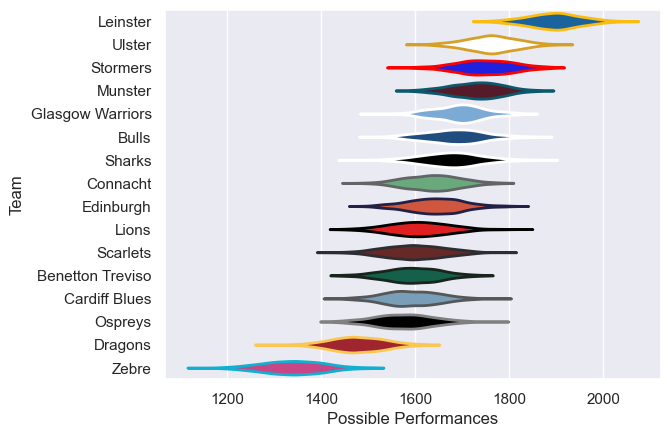 Leinster
Ulster
Stormers
Munster
Glasgow Warriors
Bulls
Sharks
Connacht
Edinburgh
Lions
Scarlets
Benetton Treviso
Cardiff Blues
Ospreys
Dragons
Zebre
Team
1200 1400 1600 1800 2000
Possible Performances